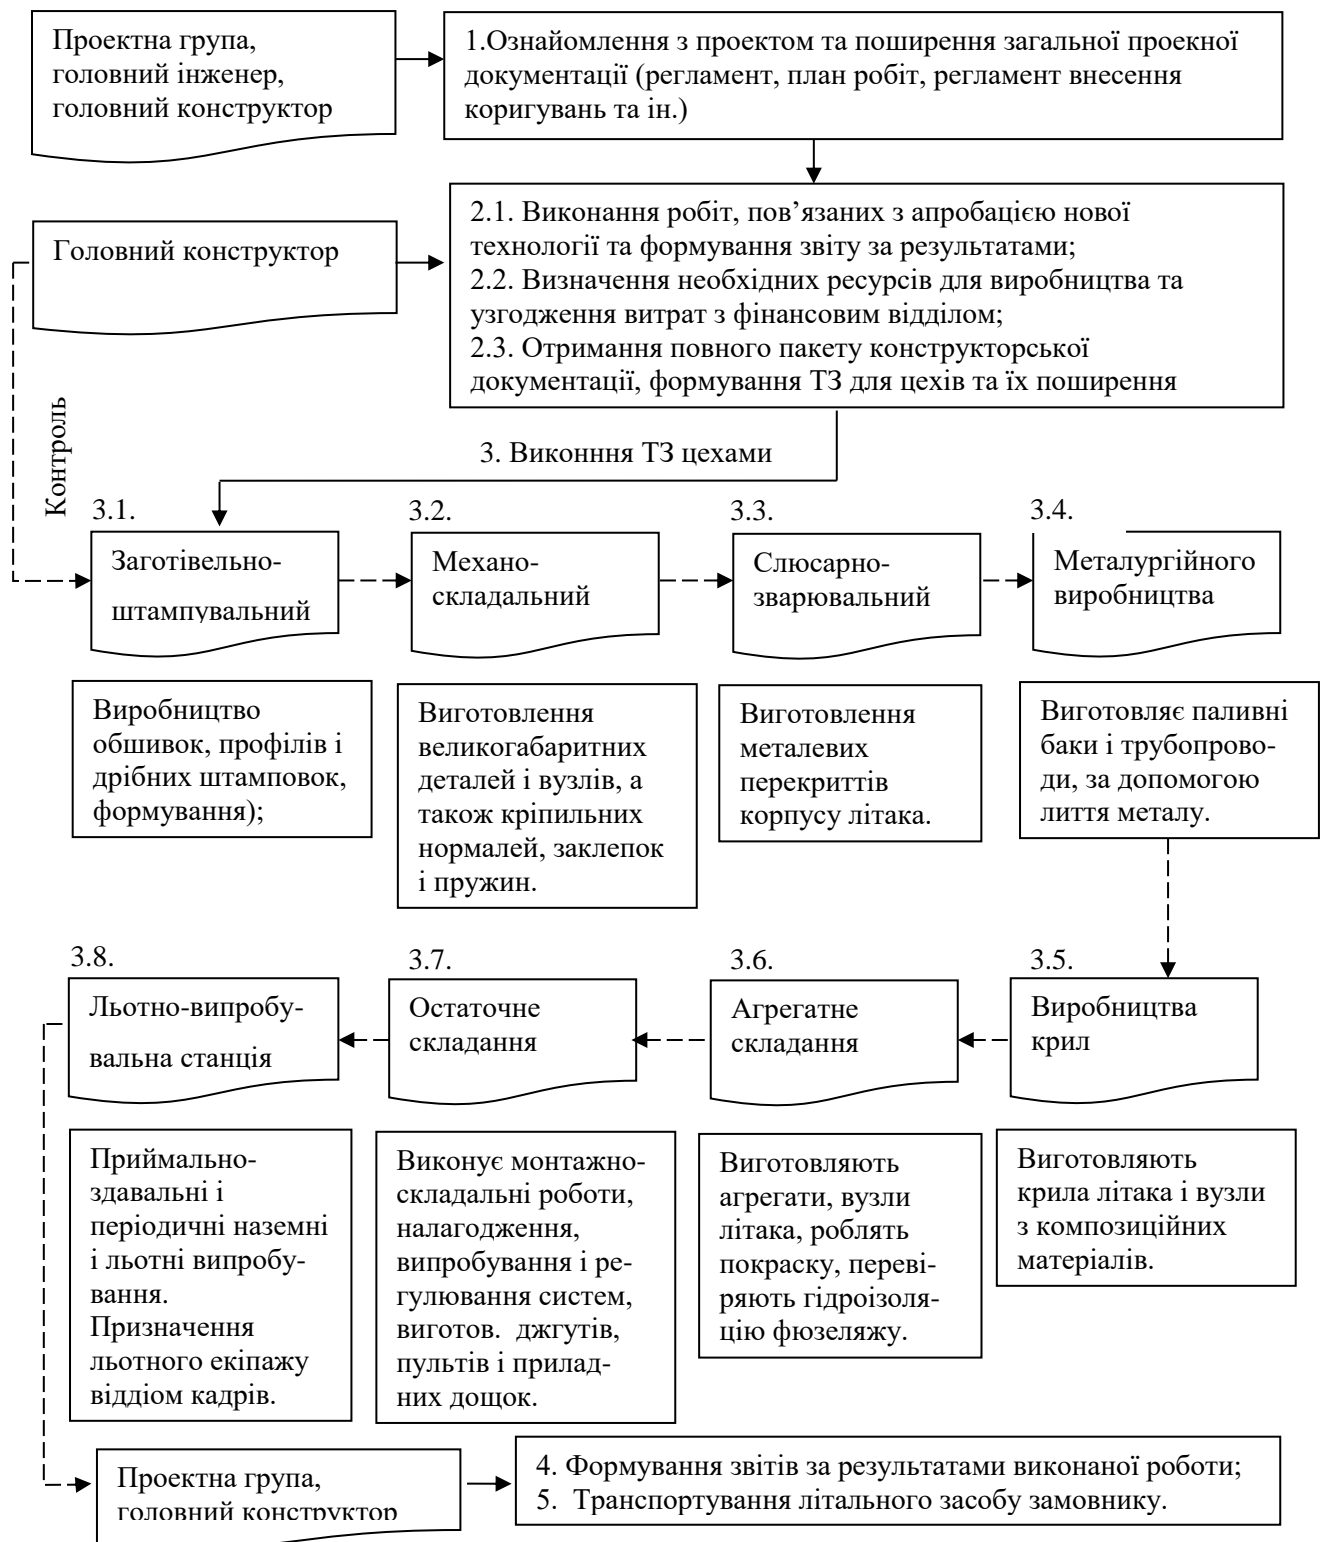 Проектна група,
головний інженер,
головний конструктор
1.Ознайомлення з проектом та поширення загальної проекної
документації (регламент, план робіт, регламент внесення
коригувань та ін.)
Головний конструктор
2.1. Виконання робіт, пов’язаних з апробацією нової
технології та формування звіту за результатами;
2.2. Визначення необхідних ресурсів для виробництва та
узгодження витрат з фінансовим відділом;
2.3. Отримання повного пакету конструкторської
документації, формування ТЗ для цехів та їх поширення
Контроль
3. Виконння ТЗ цехами
3.1.
Заготівельно-
штампувальний
3.2.
Механо-
складальний
3.3.
Слюсарно-
зварювальний
3.4.
Металургійного
виробництва
Виробництво
обшивок, профілів і
дрібних штамповок,
формування);
Виготовлення
великогабаритних
деталей і вузлів, а
також кріпильних
нормалей, заклепок
і пружин.
Виготовлення
металевих
перекриттів
корпусу літака.
Виготовляє паливні
баки і трубопрово-
ди, за допомогою
лиття металу.
3.8.
Льотно-випробу-
вальна станція
3.7.
Остаточне
складання
3.6.
Агрегатне
складання
3.5.
Виробництва
крил
Приймально-
здавальні і
періодичні наземні
і льотні випробу-
вання.
Призначення
льотного екіпажу
віддіом кадрів.
Виконує монтажно-
складальні роботи,
налагодження,
випробування і ре-
гулювання систем,
виготов. джгутів,
пультів і прилад-
них дощок.
Виготовляють
агрегати, вузли
літака, роблять
покраску, переві-
ряють гідроізоля-
цію фюзеляжу.
Виготовляють
крила літака і вузли
з композиційних
матеріалів.
Проектна група,
головний конструктор
4. Формування звітів за результатами виконаної роботи;
5. Транспортування літального засобу замовнику.